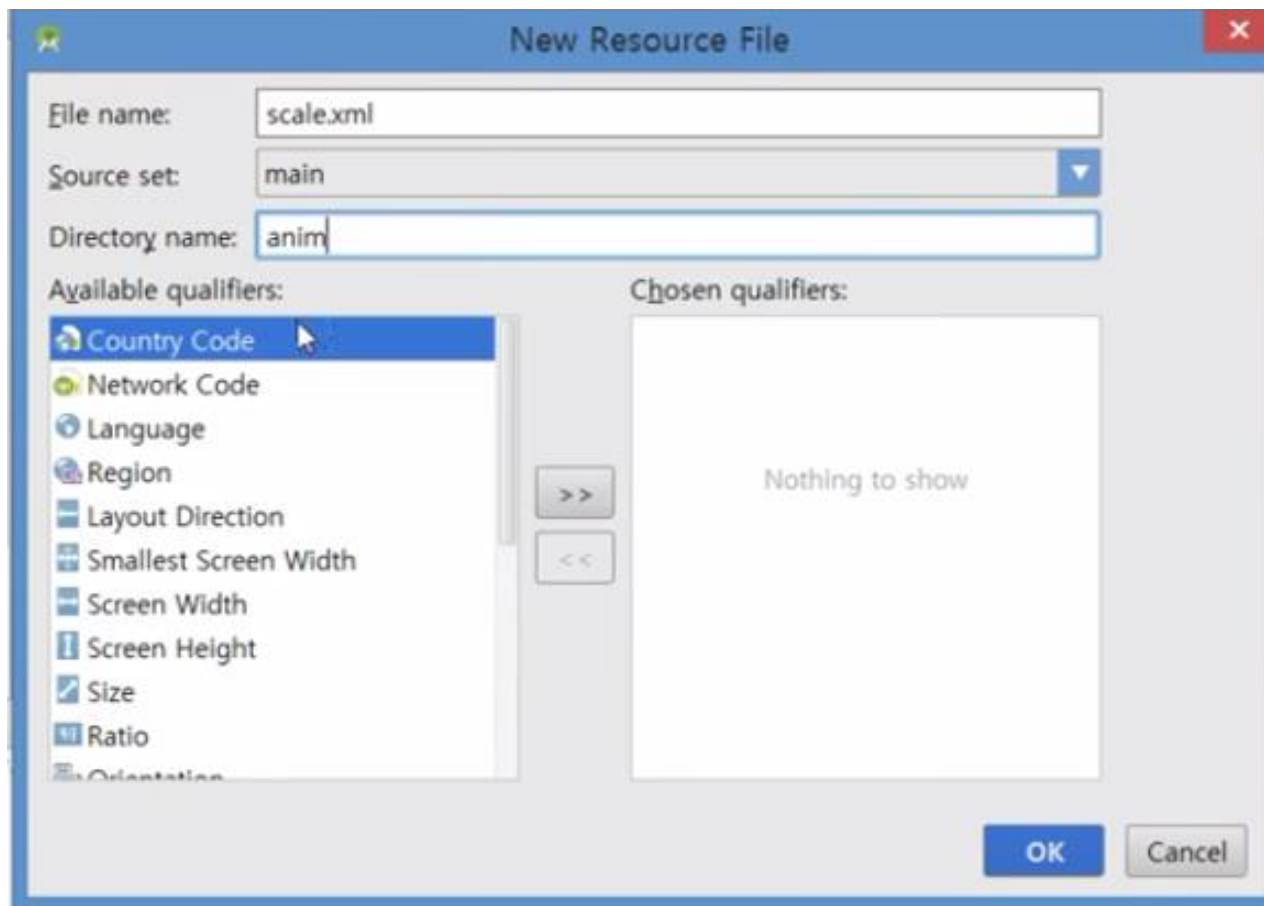 New Resource File
File name: scale.xml
Source set: main
Directory name: anim
Available qualifiers:
Chosen qualifiers:
Country Code
Network Code
Language
Region
Layout Direction
Smallest Screen Width
Screen Width
Screen Height
Size
Ratio
Orientation
>>
<<
Nothing to show
OK
Cancel